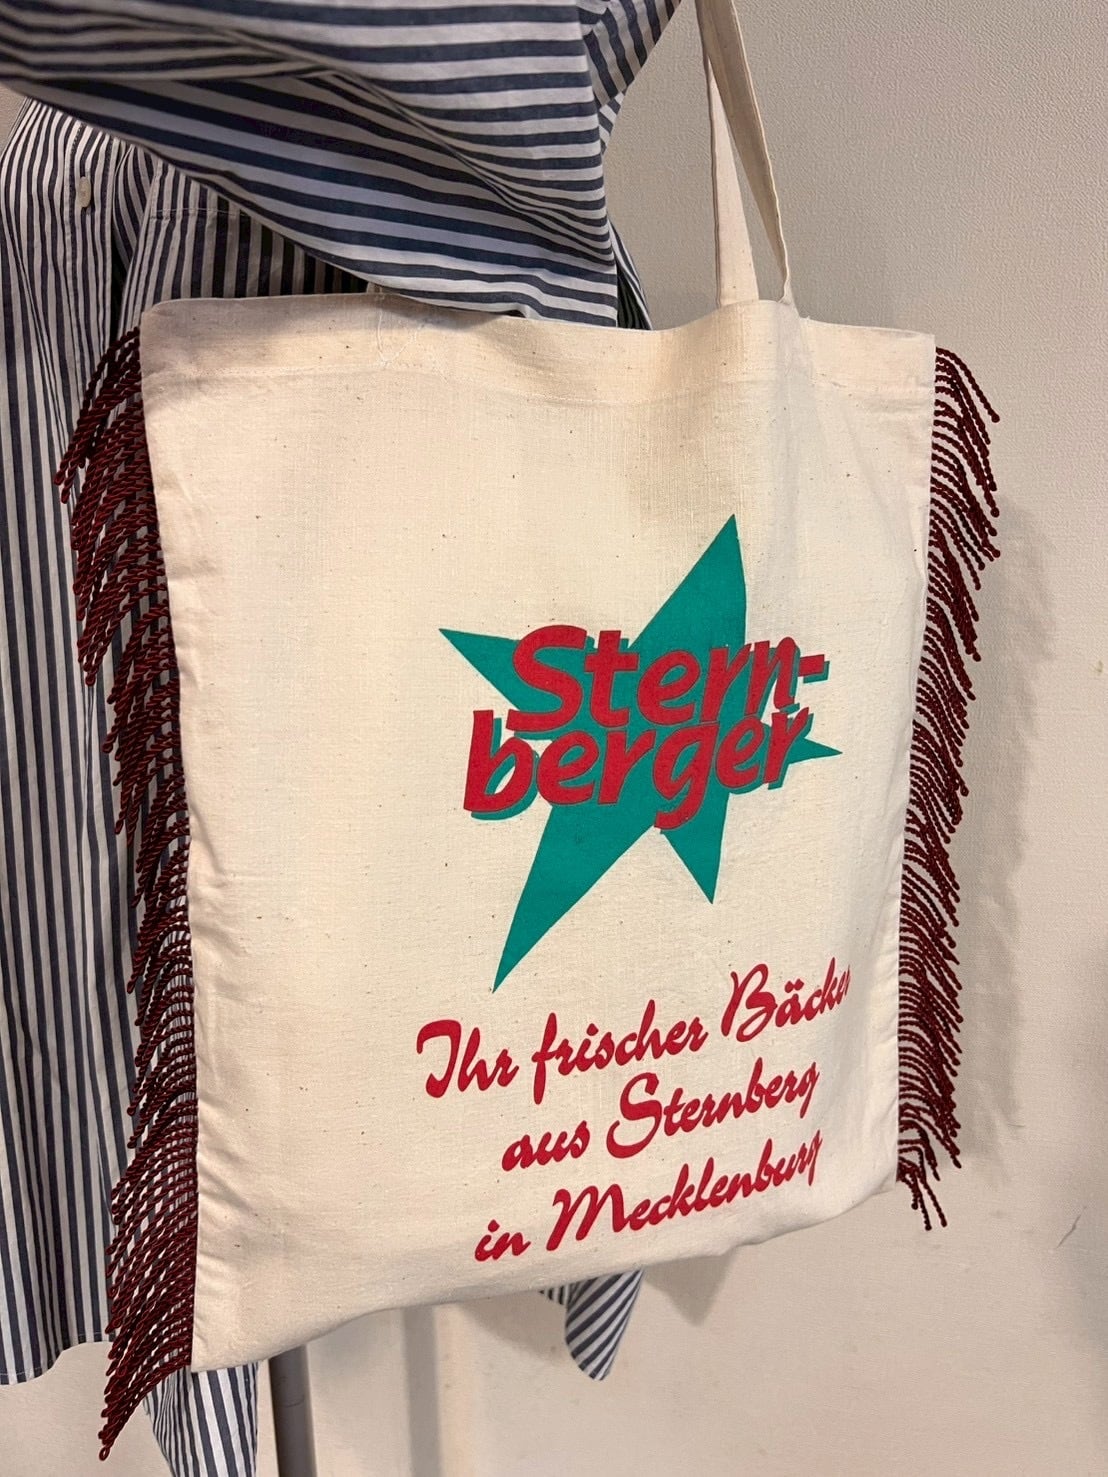 Stern-
berger
Ihr frischer Bäcker
aus Sternberg
in Mecklenburg